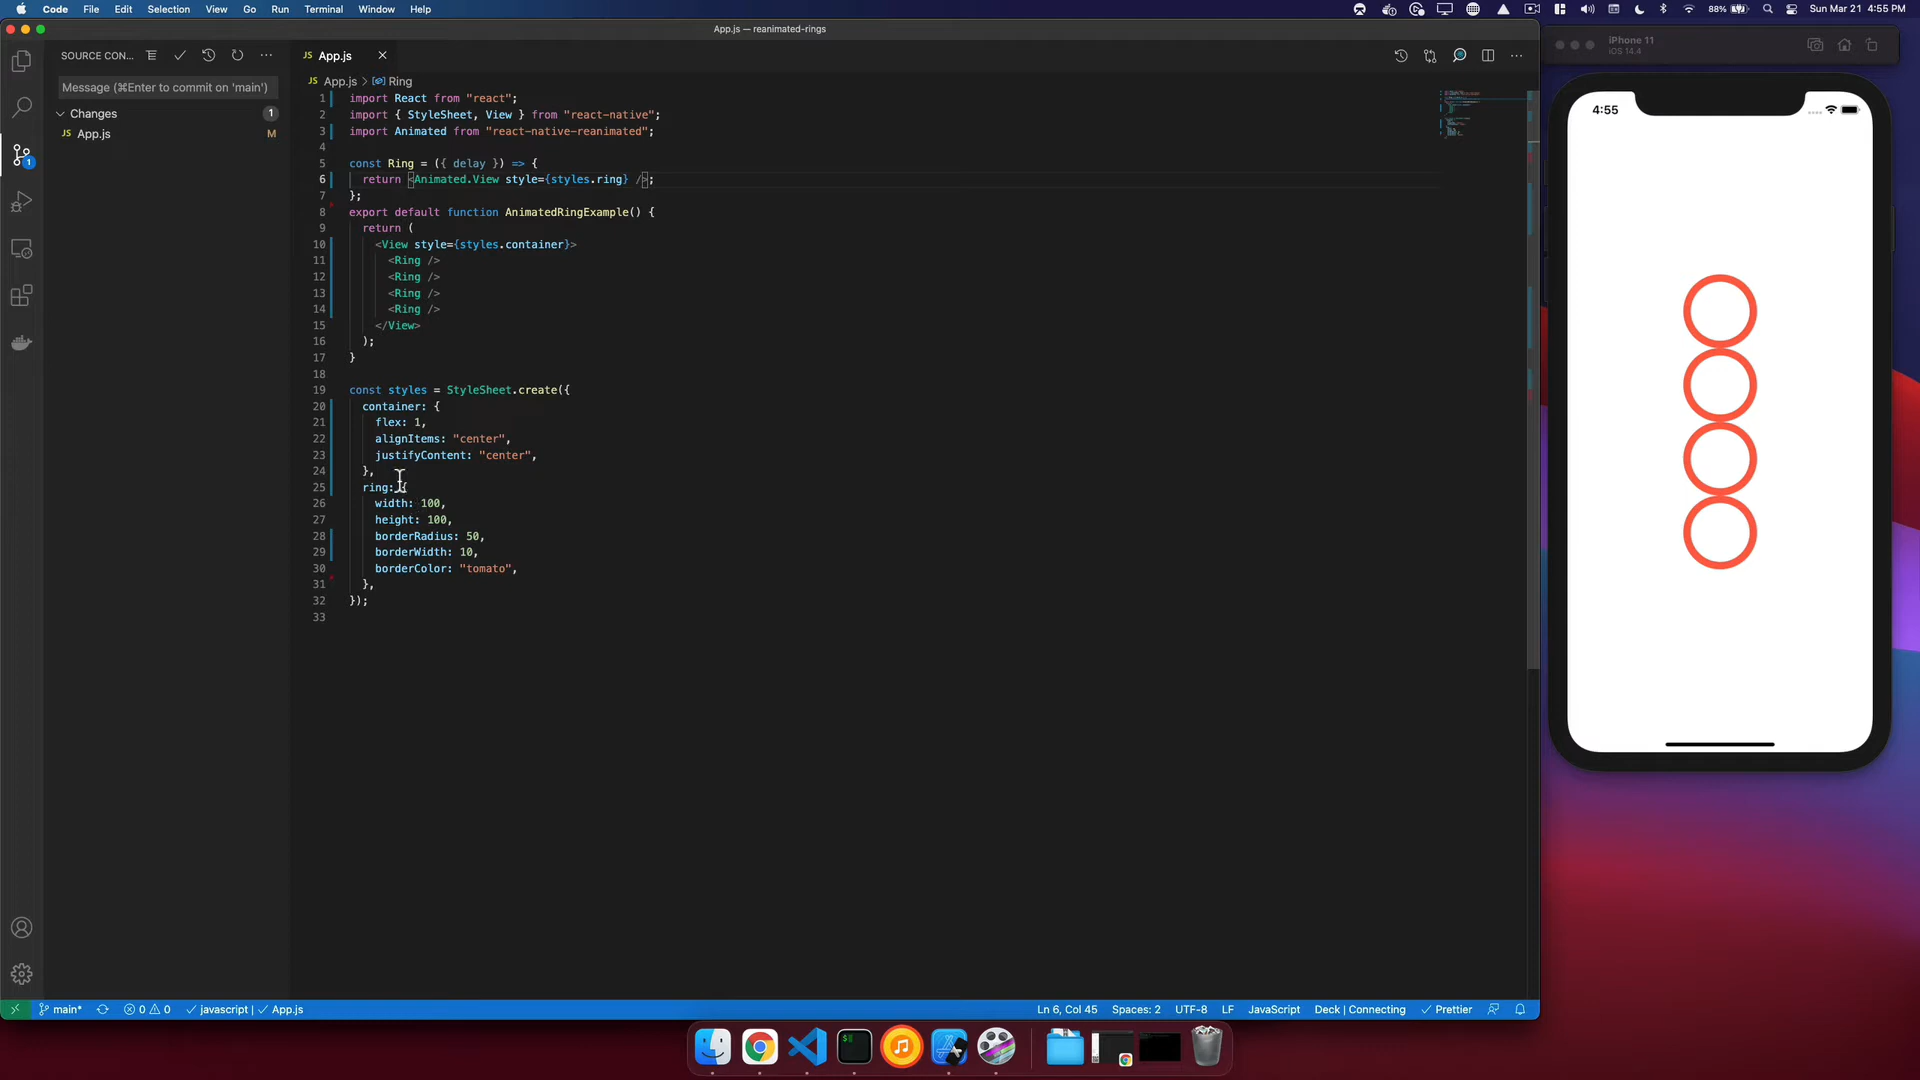 Code File Edit Selection View Go Run Terminal Window Help
88% Sun Mar 21 4:55 PM
App.js — reanimated-rings
SOURCE CON...
Message (⌘Enter to commit on 'main')
Changes 1
JS App.js M
JS App.js
JS App.js > Ring
1 import React from "react";
2 import { StyleSheet, View } from "react-native";
3 import Animated from "react-native-reanimated";
4
5 const Ring = ({ delay }) => {
6 return <Animated.View style={styles.ring} />;
7 };
8 export default function AnimatedRingExample() {
9 return (
10 <View style={styles.container}>
11 <Ring />
12 <Ring />
13 <Ring />
14 <Ring />
15 </View>
16 );
17 }
18
19 const styles = StyleSheet.create({
20 container: {
21 flex: 1,
22 alignItems: "center",
23 justifyContent: "center",
24 },
25 ring: {
26 width: 100,
27 height: 100,
28 borderRadius: 50,
29 borderWidth: 10,
30 borderColor: "tomato",
31 },
32 });
33
1
main* 0 0 javascript | App.js
Ln 6, Col 45 Spaces: 2 UTF-8 LF JavaScript Deck | Connecting Prettier
iPhone 11
iOS 14.4
4:55
$